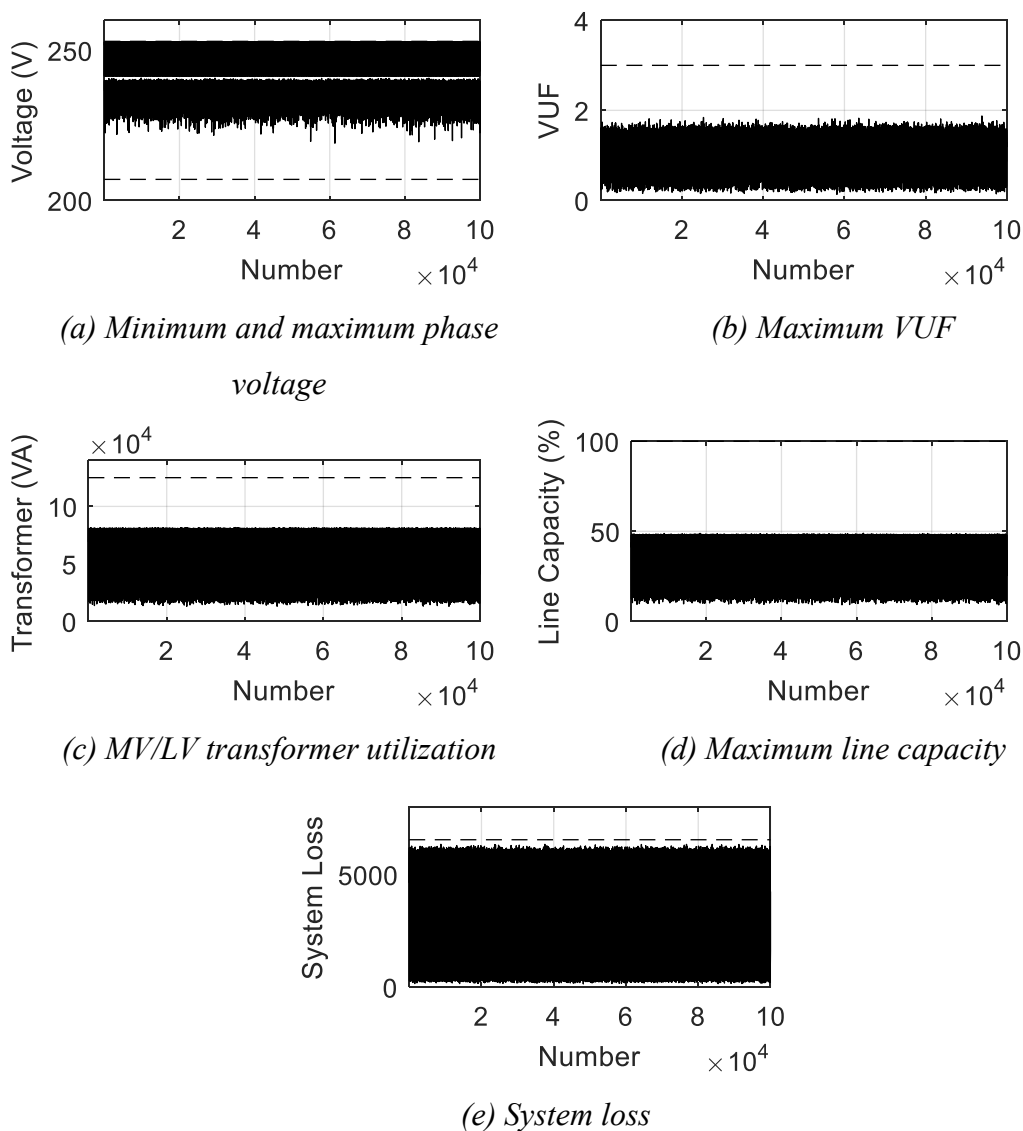 Voltage (V)
250
200
2 4 6 8 10
Number
×10^4
(a) Minimum and maximum phase
voltage
VUF
4
2
0
2 4 6 8 10
Number
×10^4
(b) Maximum VUF
Transformer (VA)
×10^4
10
5
0
2 4 6 8 10
Number
×10^4
(c) MV/LV transformer utilization
Line Capacity (%)
100
50
0
2 4 6 8 10
Number
×10^4
(d) Maximum line capacity
System Loss
5000
0
2 4 6 8 10
Number
×10^4
(e) System loss